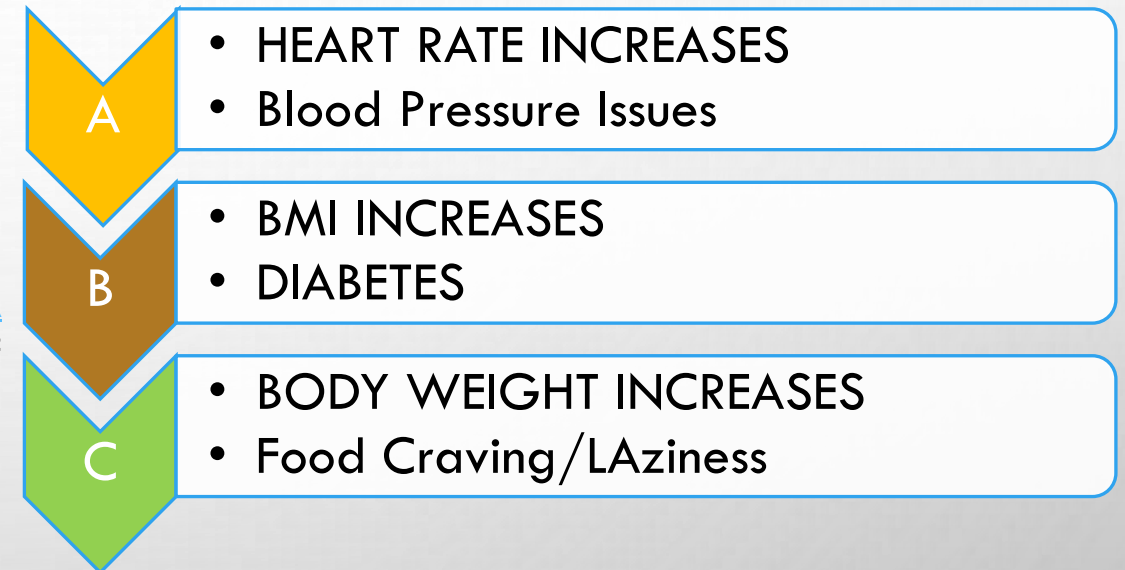 A
• HEART RATE INCREASES
• Blood Pressure Issues
B
• BMI INCREASES
• DIABETES
C
• BODY WEIGHT INCREASES
• Food Craving/LAziness